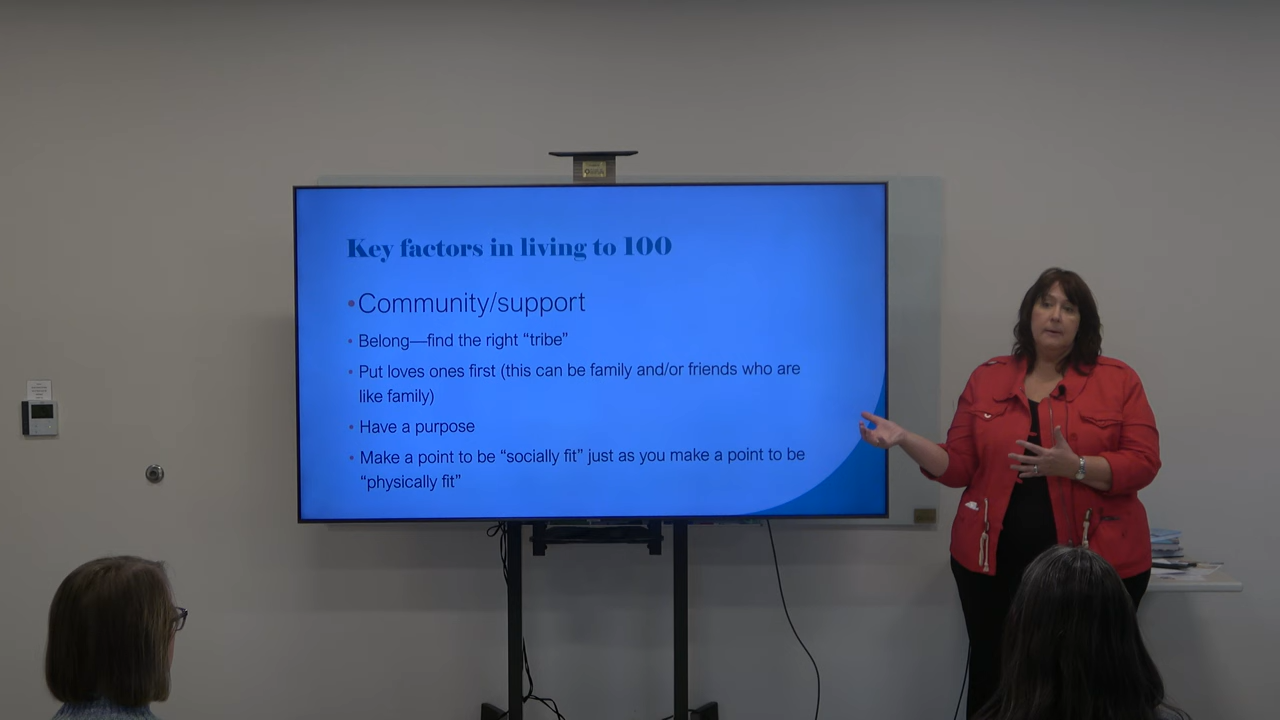 Key factors in living to 100
•Community/support
• Belong—find the right “tribe”
• Put loves ones first (this can be family and/or friends who are
like family)
• Have a purpose
• Make a point to be “socially fit” just as you make a point to be
“physically fit”